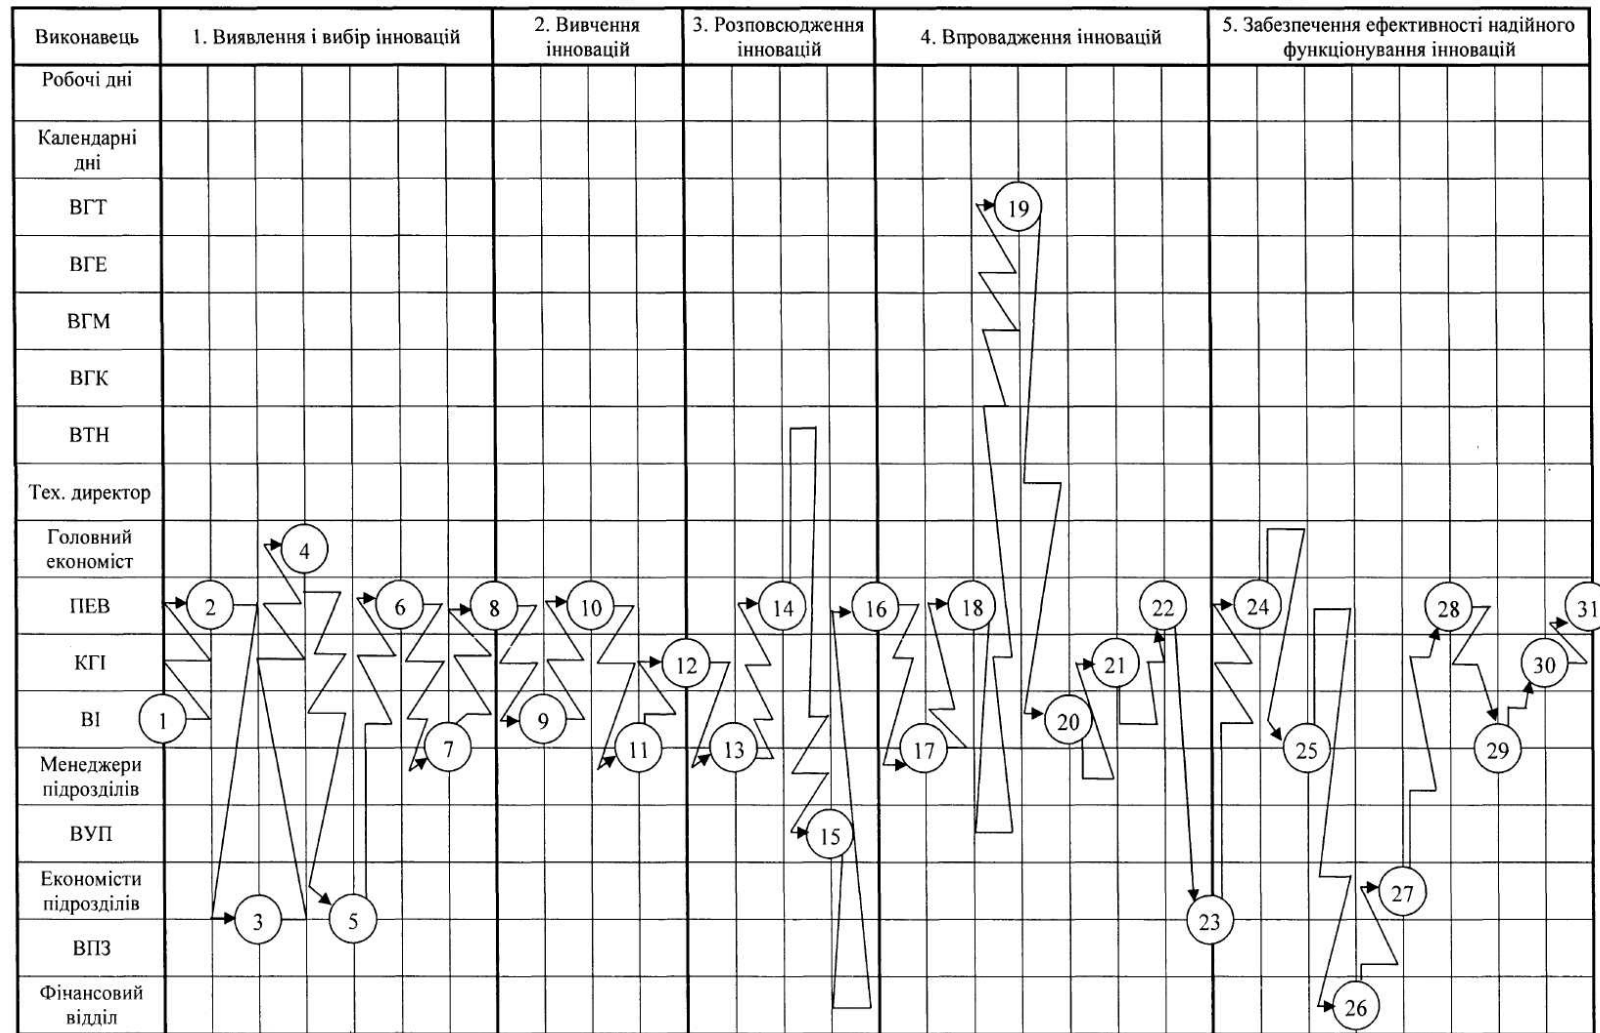 Виконавець
1. Виявлення і вибір інновацій
2. Вивчення
інновацій
3. Розповсюдження
інновацій
4. Впровадження інновацій
5. Забезпечення ефективності надійного
функціонування інновацій
Робочі дні
Календарні
дні
ВГТ
19
ВГЕ
ВГМ
ВГК
ВТН
Тех. директор
Головний
економіст
4
ПЕВ
2
6
8
10
14
16
18
22
24
28
31
КГІ
12
21
30
ВІ
1
9
20
7
11
13
17
25
29
Менеджери
підрозділів
ВУП
15
Економісти
підрозділів
27
3
5
23
ВПЗ
Фінансовий
відділ
26